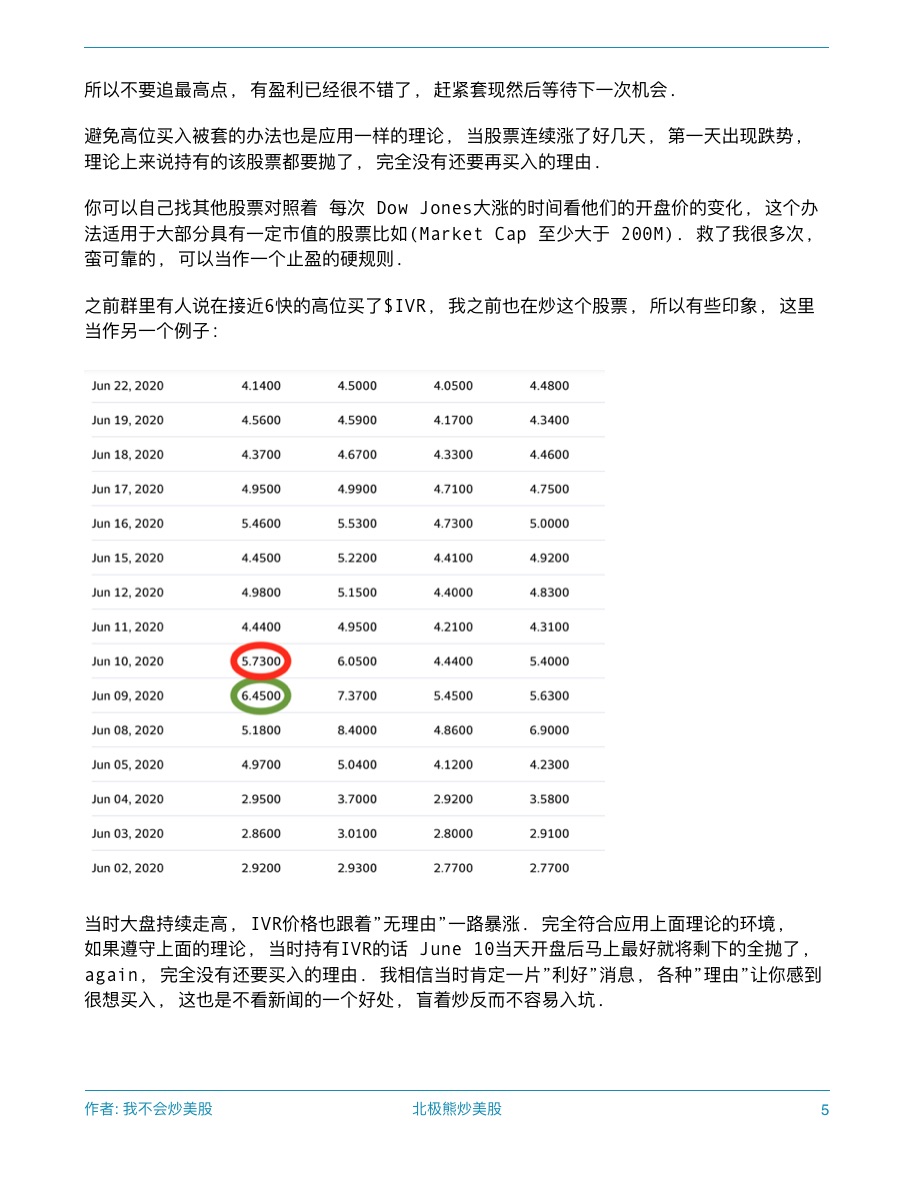 所以不要追最高点, 有盈利已经很不错了, 赶紧套现然后等待下一次机会.
避免高位买入被套的办法也是应用一样的理论, 当股票连续涨了好几天, 第一天出现跌势,
理论上来说持有的该股票都要抛了, 完全没有还要再买入的理由.
你可以自己找其他股票对照着 每次 Dow Jones大涨的时间看他们的开盘价的变化, 这个办
法适用于大部分具有一定市值的股票比如(Market Cap 至少大于 200M). 救了我很多次,
蛮可靠的, 可以当作一个止盈的硬规则.
之前群里有人说在接近6快的高位买了$IVR, 我之前也在炒这个股票, 所以有些印象, 这里
当作另一个例子:
Jun 22, 2020 4.1400 4.5000 4.0500 4.4800
Jun 19, 2020 4.5600 4.5900 4.1700 4.3400
Jun 18, 2020 4.3700 4.6700 4.3300 4.4600
Jun 17, 2020 4.9500 4.9900 4.7100 4.7500
Jun 16, 2020 5.4600 5.5300 4.7300 5.0000
Jun 15, 2020 4.4500 5.2200 4.4100 4.9200
Jun 12, 2020 4.9800 5.1500 4.4000 4.8300
Jun 11, 2020 4.4400 4.9500 4.2100 4.3100
Jun 10, 2020 5.7300 6.0500 4.4400 5.4000
Jun 09, 2020 6.4500 7.3700 5.4500 5.6300
Jun 08, 2020 5.1800 8.4000 4.8600 6.9000
Jun 05, 2020 4.9700 5.0400 4.1200 4.2300
Jun 04, 2020 2.9500 3.7000 2.9200 3.5800
Jun 03, 2020 2.8600 3.0100 2.8000 2.9100
Jun 02, 2020 2.9200 2.9300 2.7700 2.7700
当时大盘持续走高, IVR价格也跟着”无理由”一路暴涨. 完全符合应用上面理论的环境,
如果遵守上面的理论, 当时持有IVR的话 June 10当天开盘后马上最好就将剩下的全抛了,
again, 完全没有还要买入的理由. 我相信当时肯定一片”利好”消息, 各种”理由”让你感到
很想买入, 这也是不看新闻的一个好处, 盲着炒反而不容易入坑.
作者: 我不会炒美股 北极熊炒美股 5